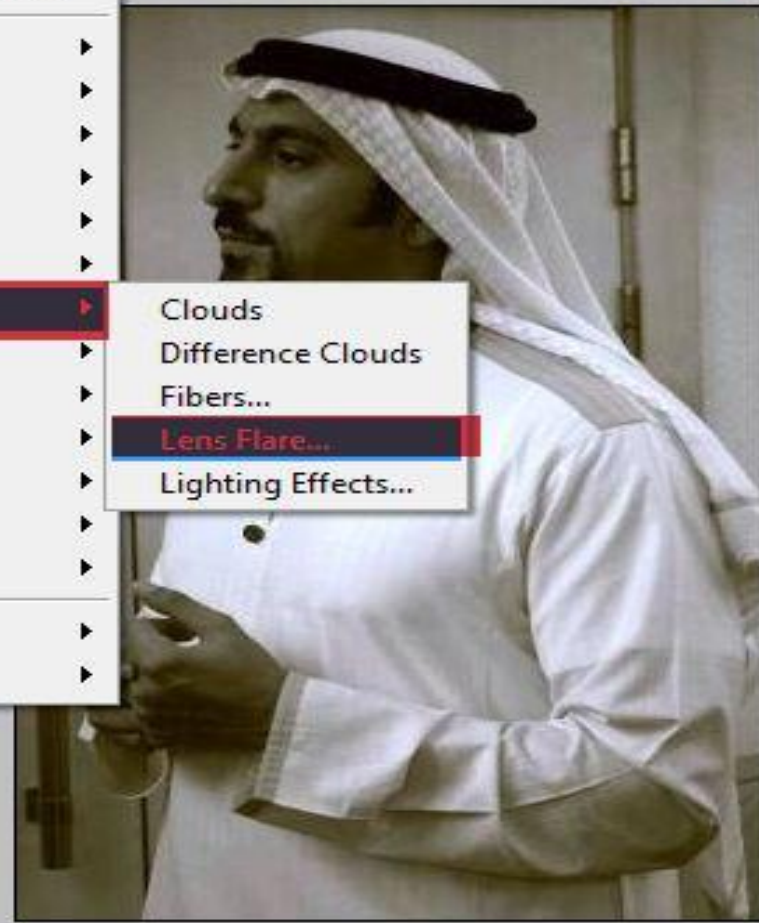 Clouds
Difference Clouds
Fibers...
Lens Flare...
Lighting Effects...